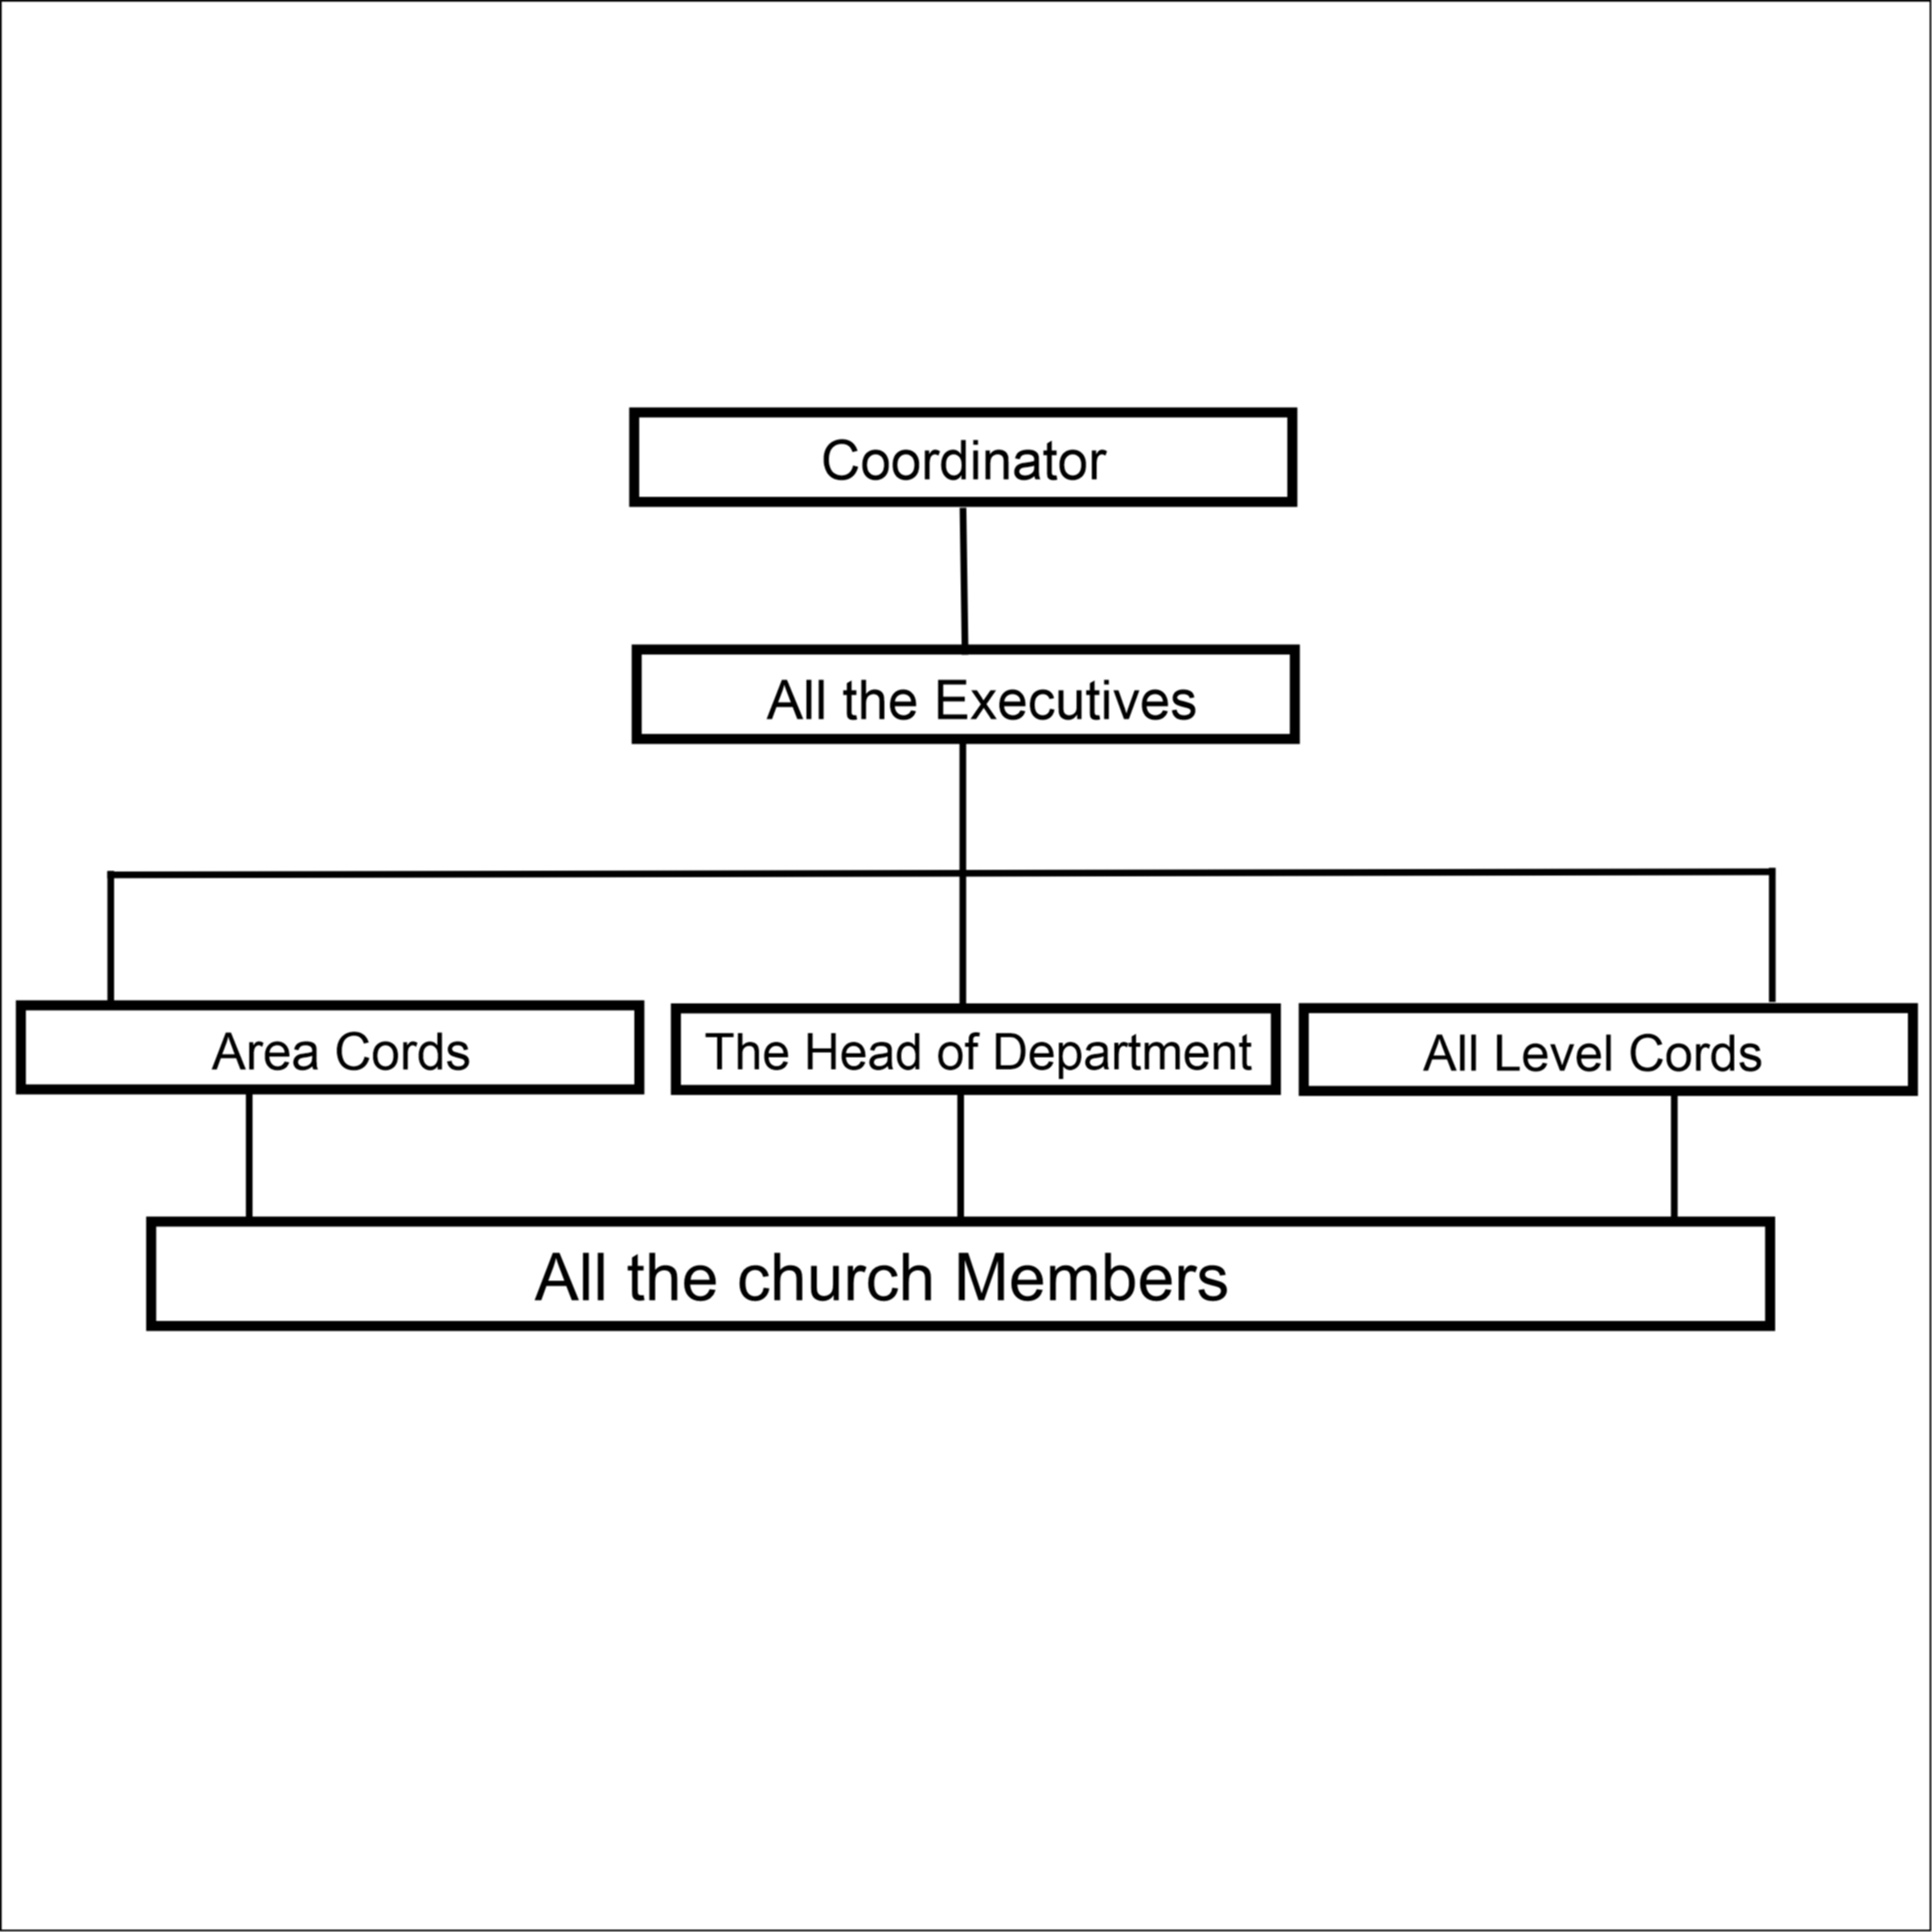 Coordinator
All the Executives
Area Cords
The Head of Department
All Level Cords
All the church Members